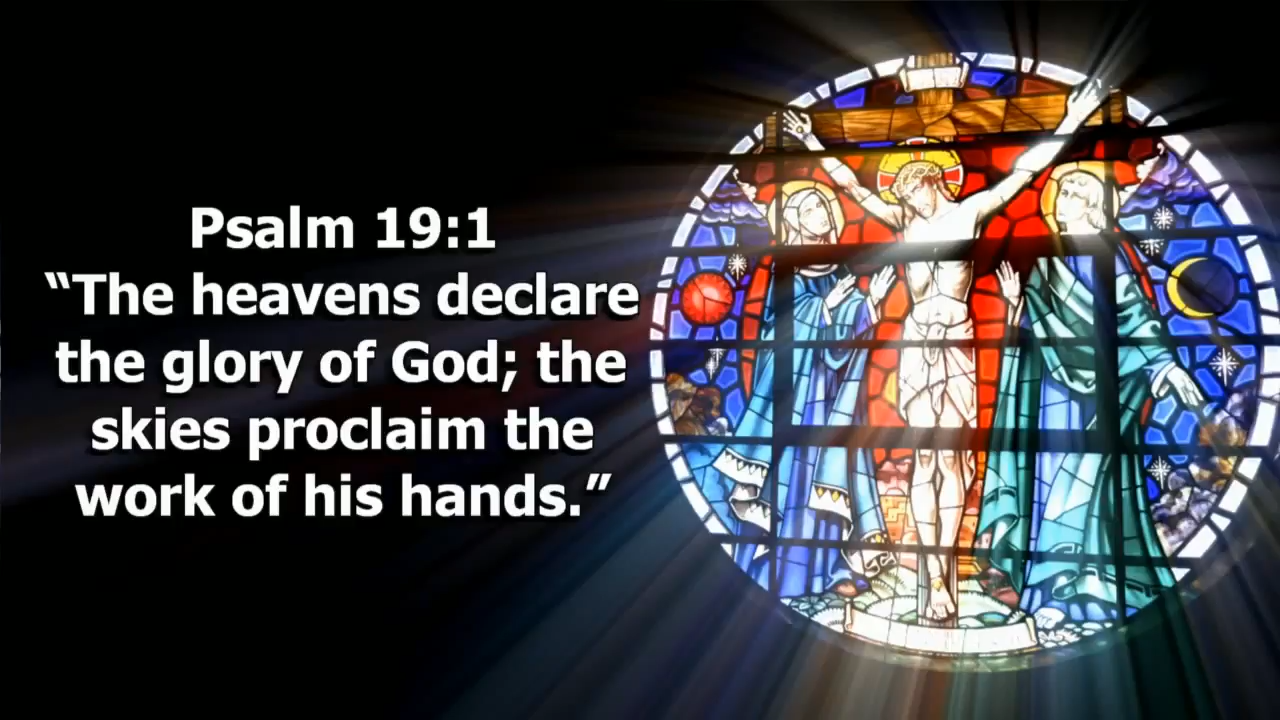 Psalm 19:1
“The heavens declare
the glory of God; the
skies proclaim the
work of his hands.”